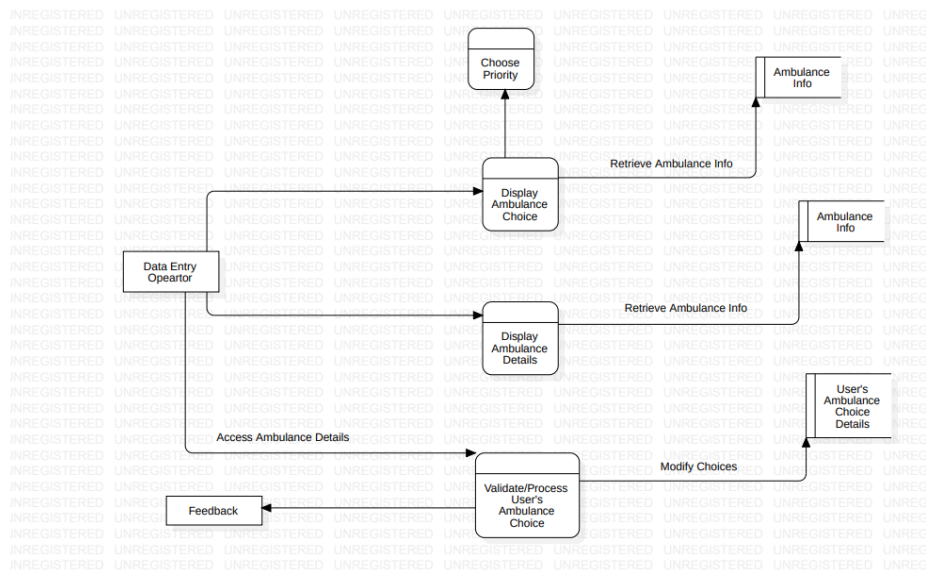 Choose
Priority
Ambulance
Info
Retrieve Ambulance Info
Display
Ambulance
Choice
Ambulance
Info
Data Entry
Opeartor
Retrieve Ambulance Info
Display
Ambulance
Details
User's
Ambulance
Choice
Details
Access Ambulance Details
Modify Choices
Validate/Process
User's
Ambulance
Choice
Feedback
UNREGISTERED